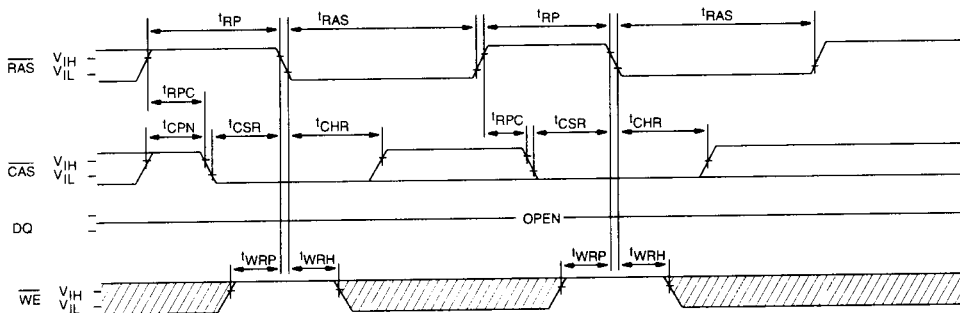 tRP tRAS tRP tRAS
RAS VIH
VIL
tRPC
tCPN tCSR tCHR tRPC tCSR tCHR
CAS VIH
VIL
DQ OPEN
tWRP tWRH tWRP tWRH
WE VIH
VIL